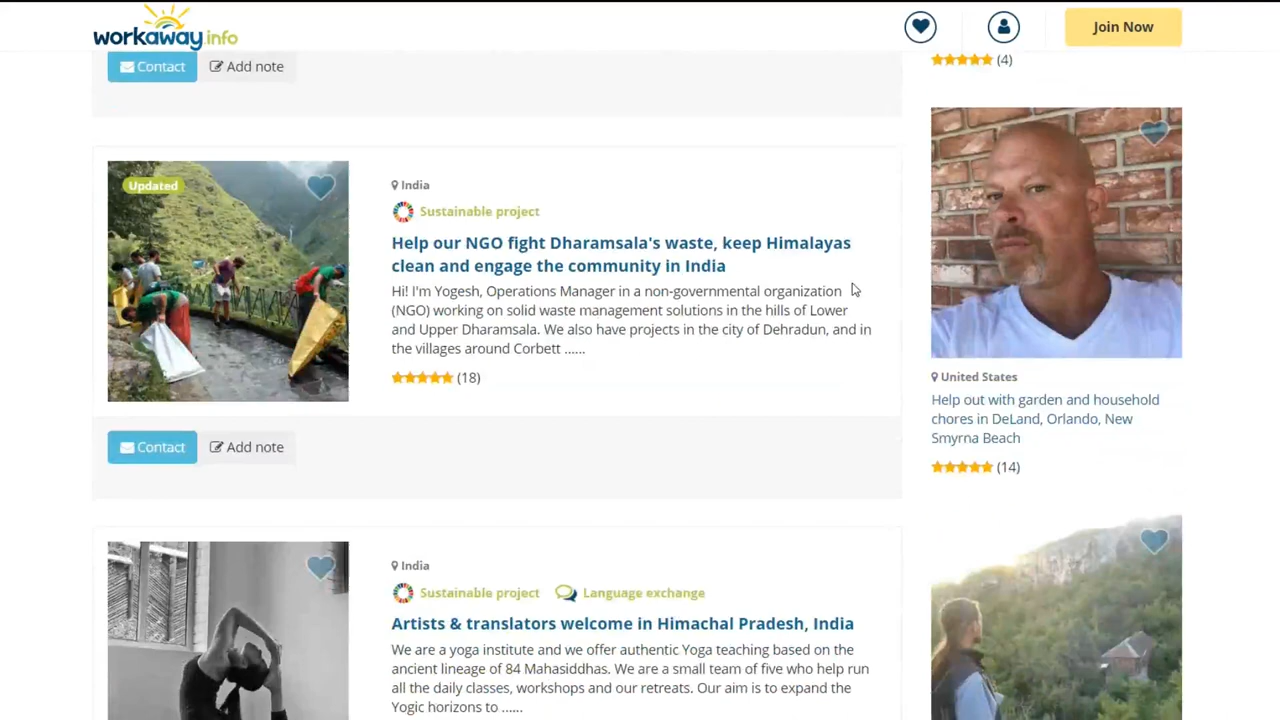 workaway.info
Join Now
Contact
Add note
(4)
Updated
India
Sustainable project
Help our NGO fight Dharamsala's waste, keep Himalayas
clean and engage the community in India
Hi! I'm Yogesh, Operations Manager in a non-governmental organization
(NGO) working on solid waste management solutions in the hills of Lower
and Upper Dharamsala. We also have projects in the city of Dehradun, and in
the villages around Corbett ......
(18)
Contact
Add note
United States
Help out with garden and household
chores in DeLand, Orlando, New
Smyrna Beach
(14)
India
Sustainable project
Language exchange
Artists & translators welcome in Himachal Pradesh, India
We are a yoga institute and we offer authentic Yoga teaching based on the
ancient lineage of 84 Mahasiddhas. We are a small team of five who help run
all the daily classes, workshops and our retreats. Our aim is to expand the
Yogic horizons to ......